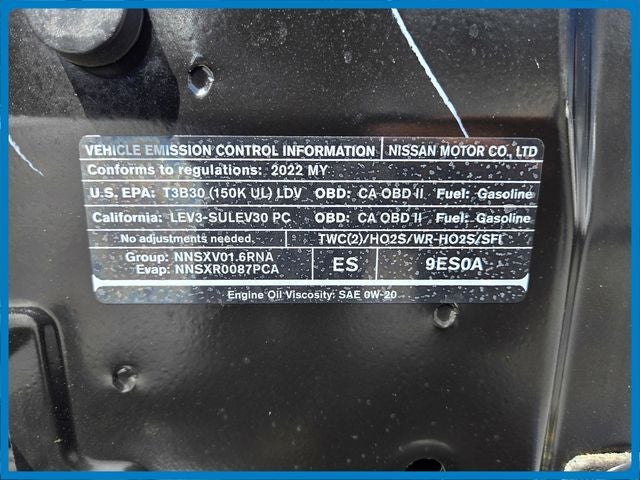 VEHICLE EMISSION CONTROL INFORMATION NISSAN MOTOR CO., LTD
Conforms to regulations: 2022 MY
U.S. EPA: T3B30 (150K UL) LDV OBD: CA OBD II Fuel: Gasoline
California: LEV3-SULEV30 PC OBD: CA OBD II Fuel: Gasoline
No adjustments needed. TWC(2)/HO2S/WR-HO2S/SFI
Group: NNSXV01.6RNA
Evap: NNSXR0087PCA
ES 9ES0A
Engine Oil Viscosity: SAE 0W-20